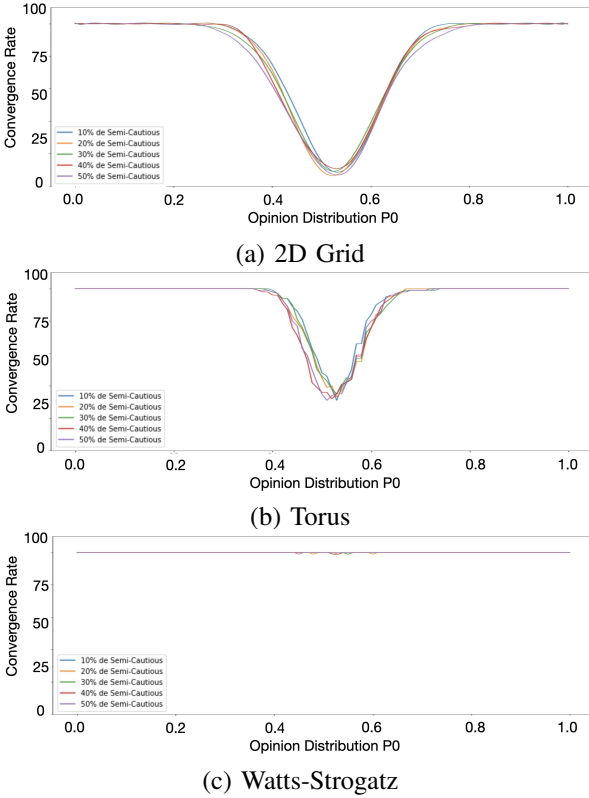 100
75
50
25
0
Convergence Rate
10% de Semi-Cautious
20% de Semi-Cautious
30% de Semi-Cautious
40% de Semi-Cautious
50% de Semi-Cautious
0.0 0.2 0.4 0.6 0.8 1.0
Opinion Distribution P0
(a) 2D Grid
100
75
50
25
0
Convergence Rate
10% de Semi-Cautious
20% de Semi-Cautious
30% de Semi-Cautious
40% de Semi-Cautious
50% de Semi-Cautious
0.0 0.2 0.4 0.6 0.8 1.0
Opinion Distribution P0
(b) Torus
100
75
50
25
0
Convergence Rate
10% de Semi-Cautious
20% de Semi-Cautious
30% de Semi-Cautious
40% de Semi-Cautious
50% de Semi-Cautious
0.0 0.2 0.4 0.6 0.8 1.0
Opinion Distribution P0
(c) Watts-Strogatz